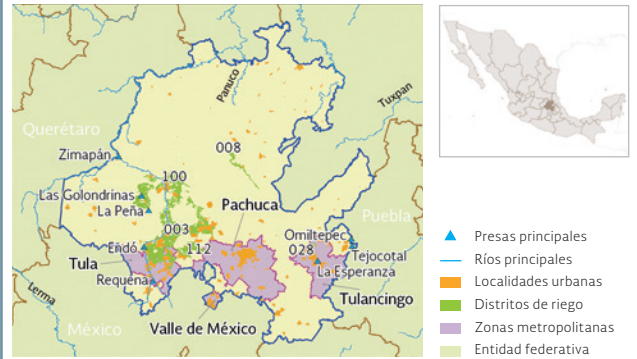 Panuco
Tuxpan
Querétaro
008
Zimapán
100
Las Golondrinas
La Peña
Pachuca
Puebla
003
Omiltepec
Endó
112
028
Tejocotal
Tula
La Esperanza
Requena
Lerma
Tulancingo
México
Valle de México
Presas principales
Ríos principales
Localidades urbanas
Distritos de riego
Zonas metropolitanas
Entidad federativa